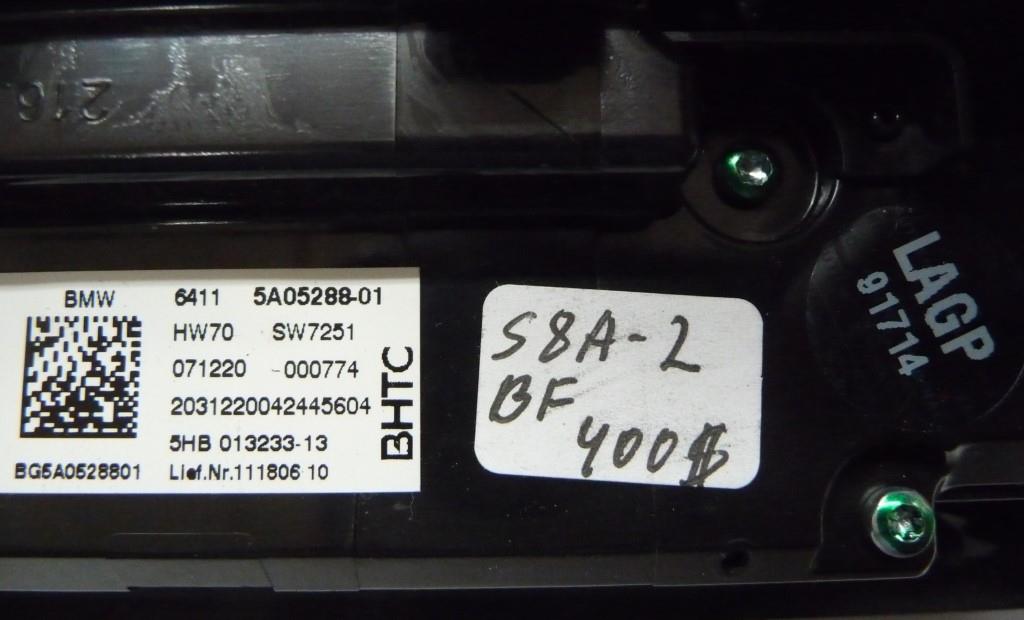 216
BMW 6411 5A05288-01
HW70 SW7251
071220 -000774
2031220042445604
5HB 013233-13
BG5A0528801 Lief.Nr.111806 10
BHTC
S8A-2
BF
400$
LAGP
91714